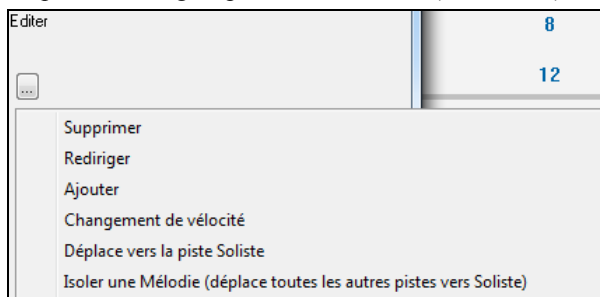 Editer
8
12
...
Supprimer
Rediriger
Ajouter
Changement de vélocité
Déplace vers la piste Soliste
Isoler une Mélodie (déplace toutes les autres pistes vers Soliste)